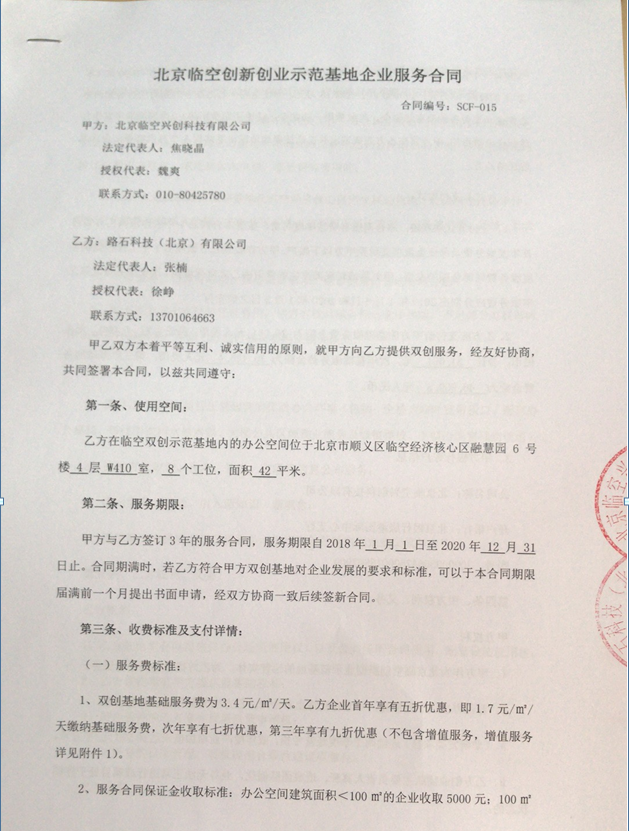 北京临空创新创业示范基地企业服务合同
合同编号：SCF-015
甲方：北京临空兴创科技有限公司
法定代表人：焦晓晶
授权代表：魏爽
联系方式：010-80425780
乙方：路石科技（北京）有限公司
法定代表人：张楠
授权代表：徐峥
联系方式：13701064663
甲乙双方本着平等互利、诚实信用的原则，就甲方向乙方提供双创服务，经友好协商，
共同签署本合同，以兹共同遵守：
第一条、使用空间：
乙方在临空双创示范基地内的办公空间位于北京市顺义区临空经济核心区融慧园 6 号
楼 4 层 W410 室， 8 个工位，面积 42 平米。
第二条、服务期限：
甲方与乙方签订 3 年的服务合同，服务期限自 2018 年 1 月 1 日至 2020 年 12 月 31
日止。合同期满时，若乙方符合甲方双创基地对企业发展的要求和标准，可以于本合同期限
届满前一个月提出书面申请，经双方协商一致后续签新合同。
第三条、收费标准及支付详情：
（一）服务费标准：
1、双创基地基础服务费为 3.4 元/㎡/天。乙方企业首年享有五折优惠，即 1.7 元/㎡/
天缴纳基础服务费，次年享有七折优惠，第三年享有九折优惠（不包含增值服务，增值服务
详见附件 1）。
2、服务合同保证金收取标准：办公空间建筑面积＜100 ㎡的企业收取 5000 元；100 ㎡